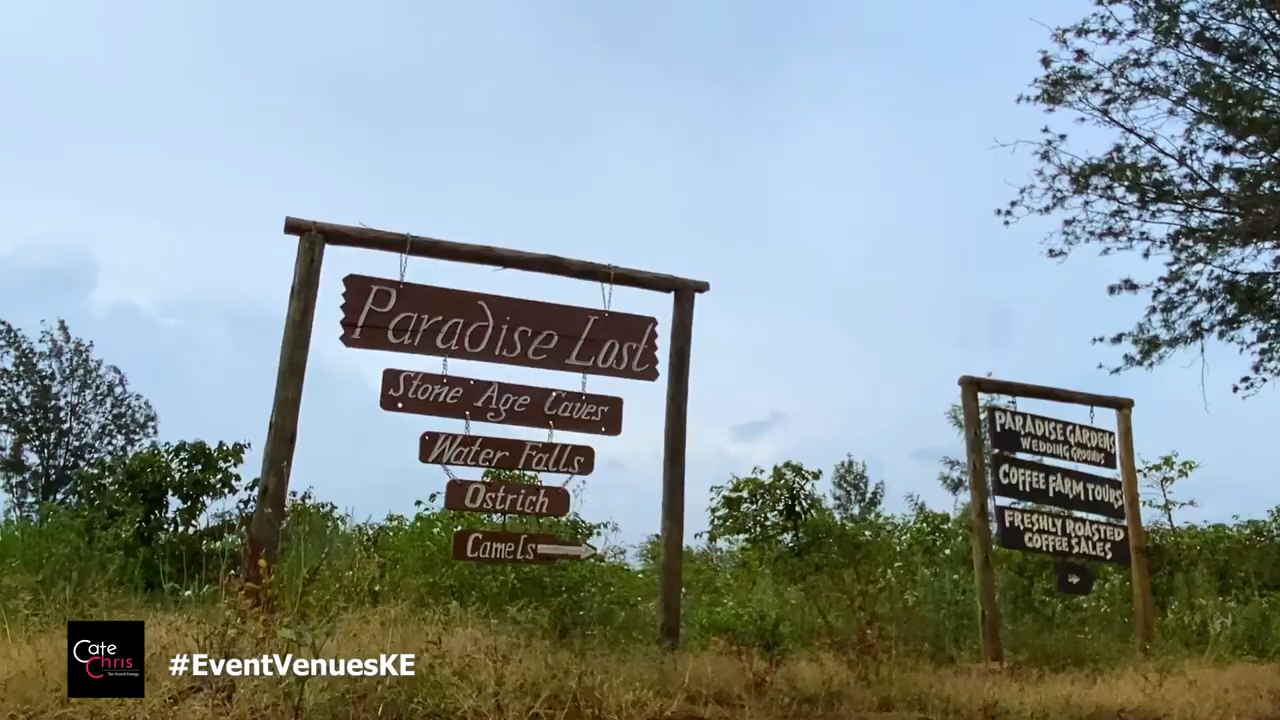 Paradise Lost
Stone Age Caves
Water Falls
Ostrich
Camels
PARADISE GARDENS
WEDDING GROUNDS
COFFEE FARM TOURS
FRESHLY ROASTED
COFFEE SALES
Cate
Chris
#EventVenuesKE